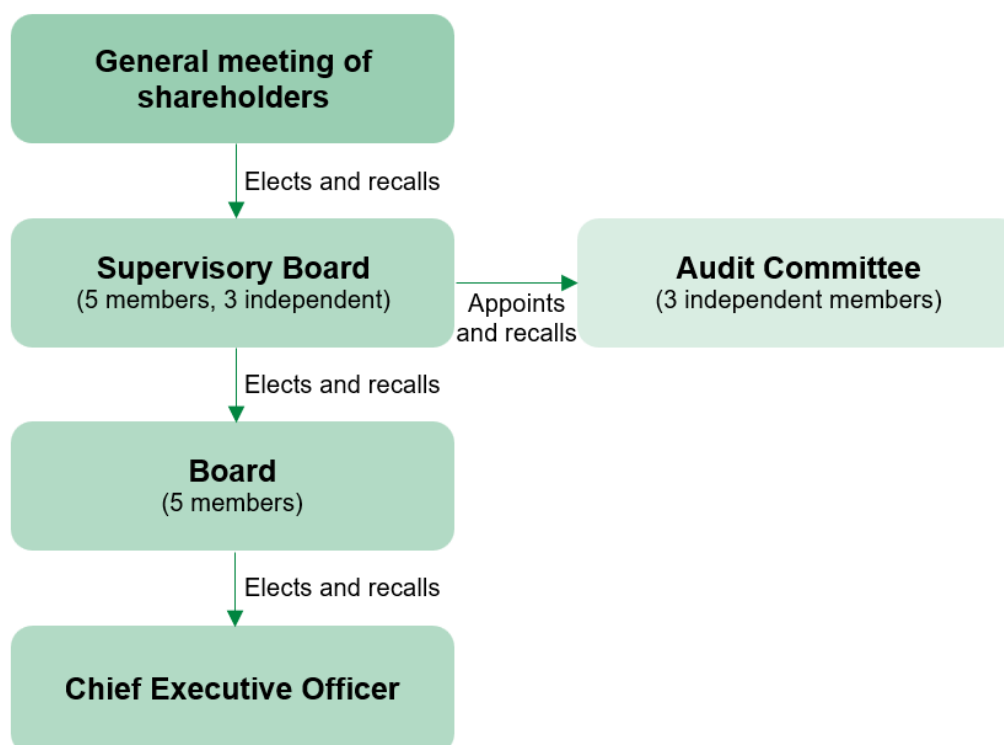 General meeting of
shareholders
Elects and recalls
Supervisory Board
(5 members, 3 independent)
Appoints
and recalls
Audit Committee
(3 independent members)
Elects and recalls
Board
(5 members)
Elects and recalls
Chief Executive Officer